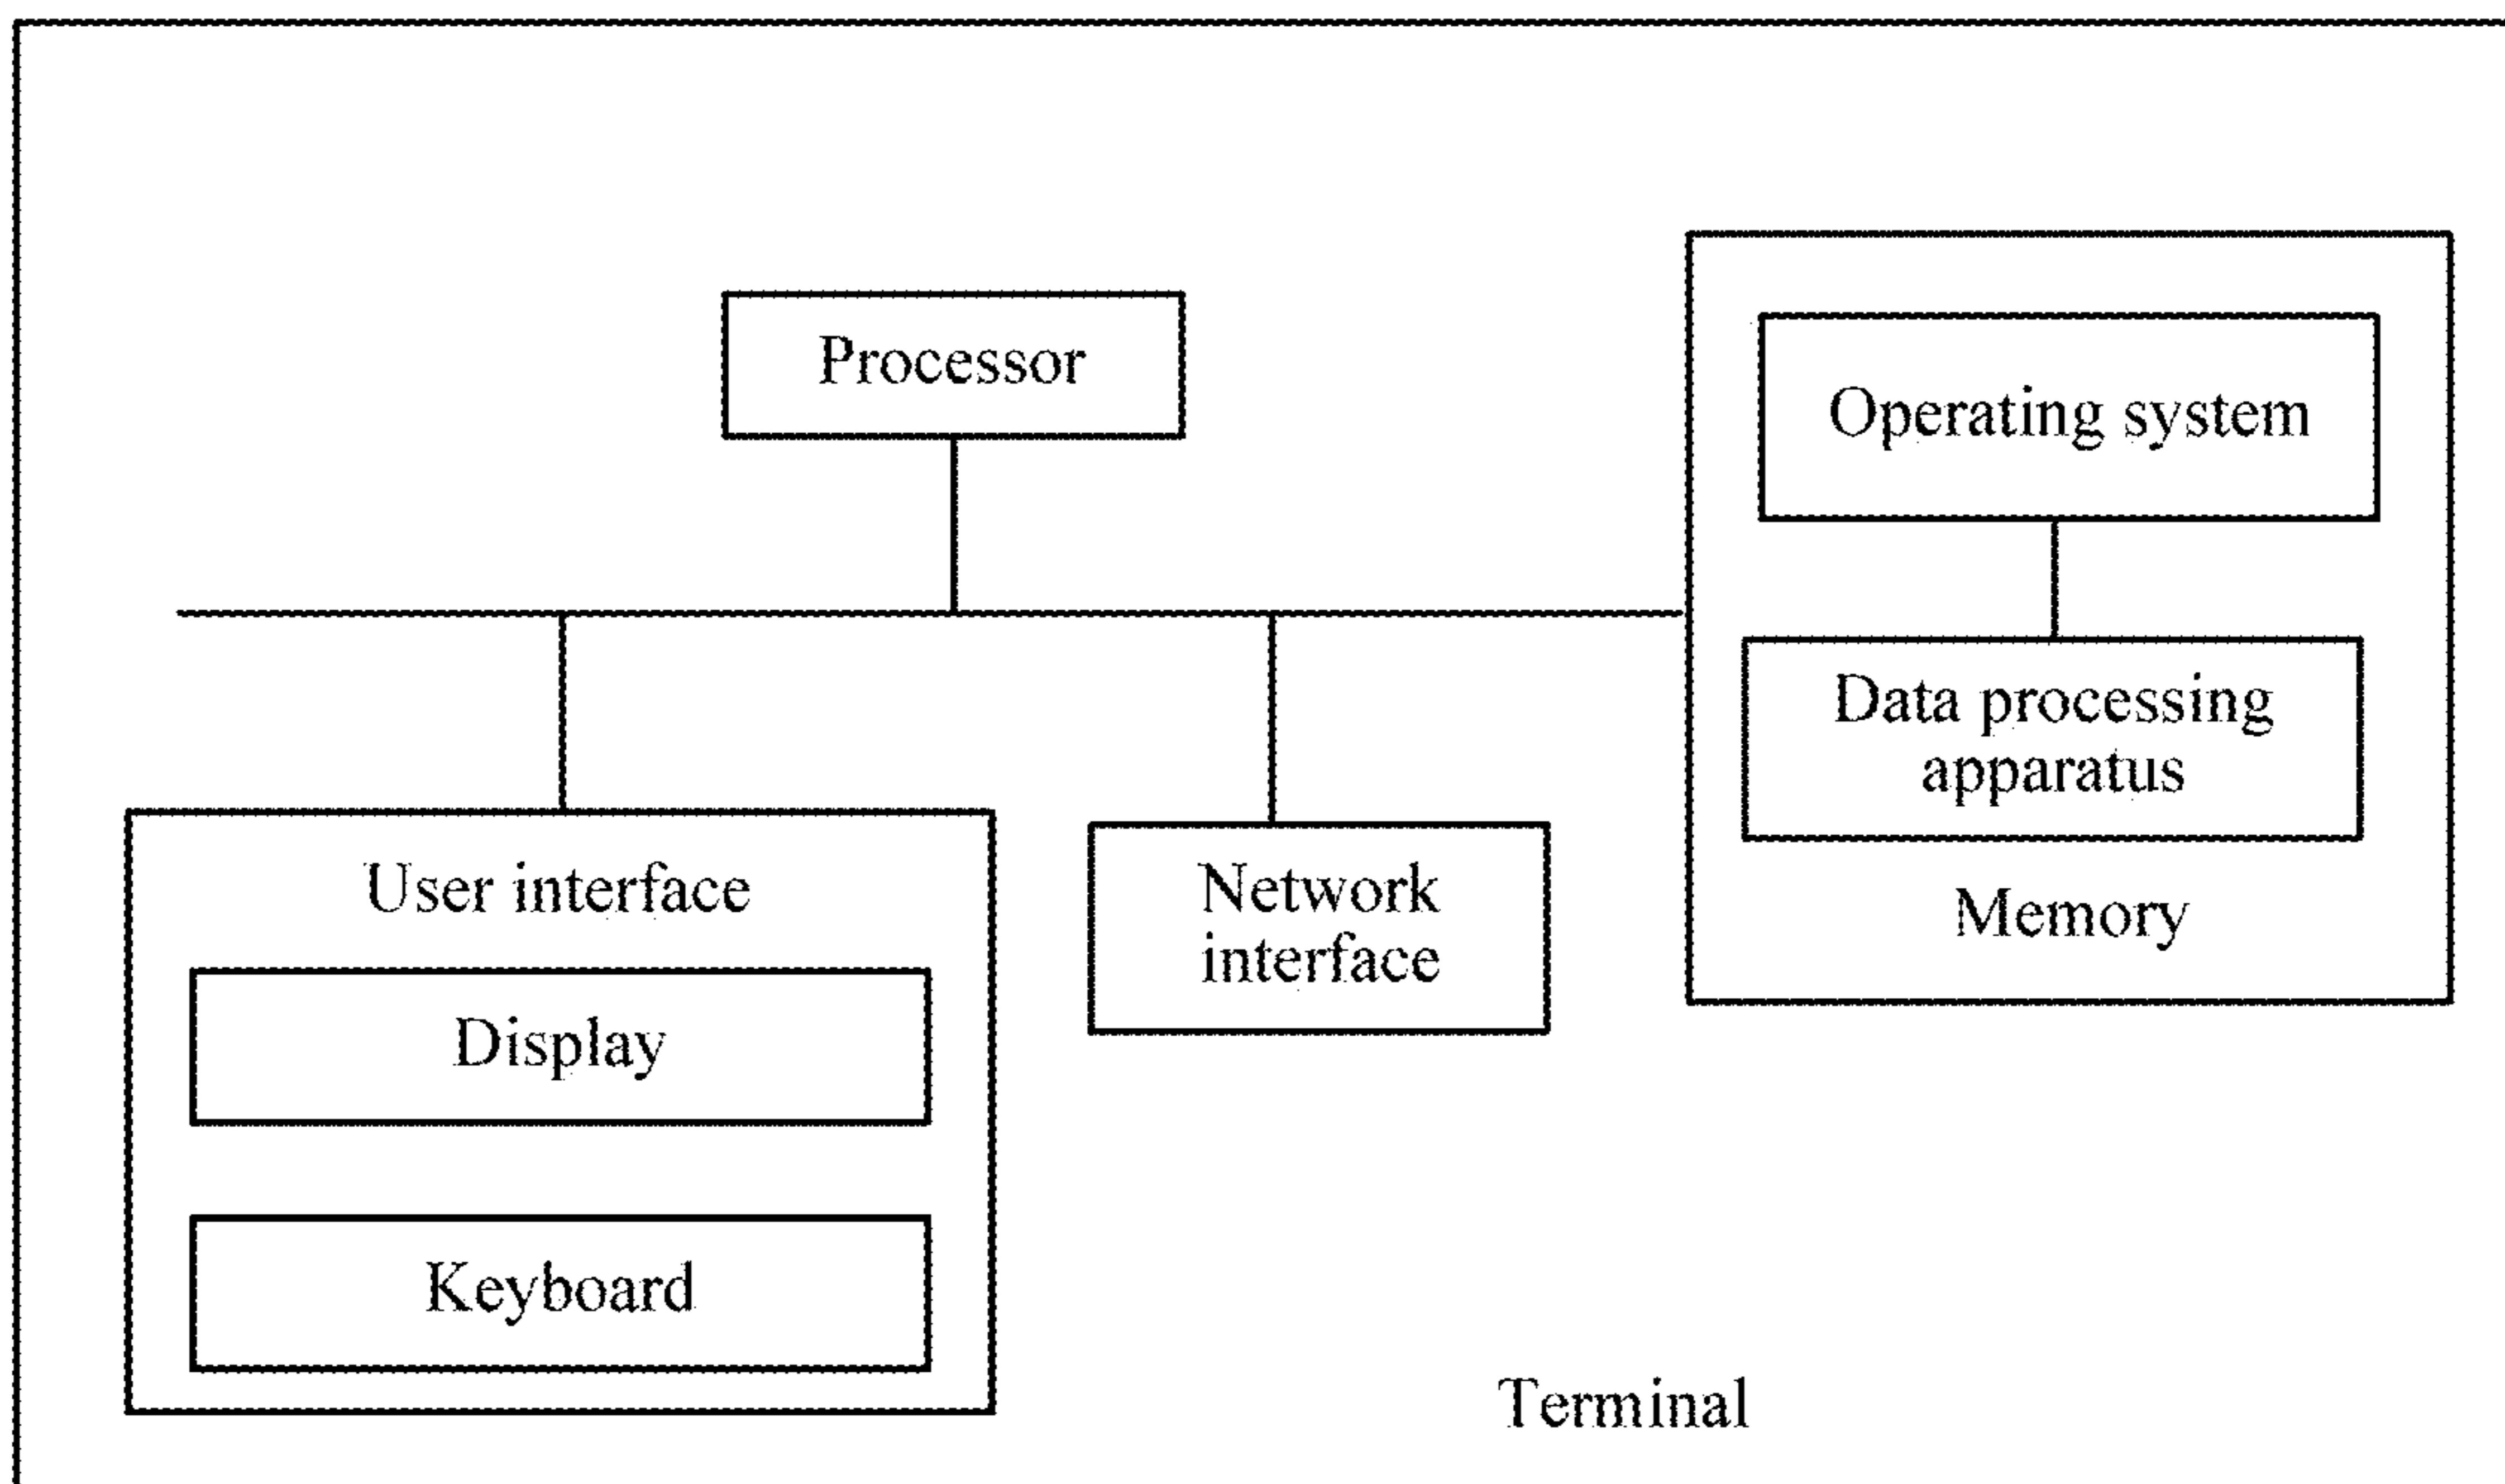 Processor
Operating system
Data processing
apparatus
Memory
User interface
Display
Keyboard
Network
interface
Terminal